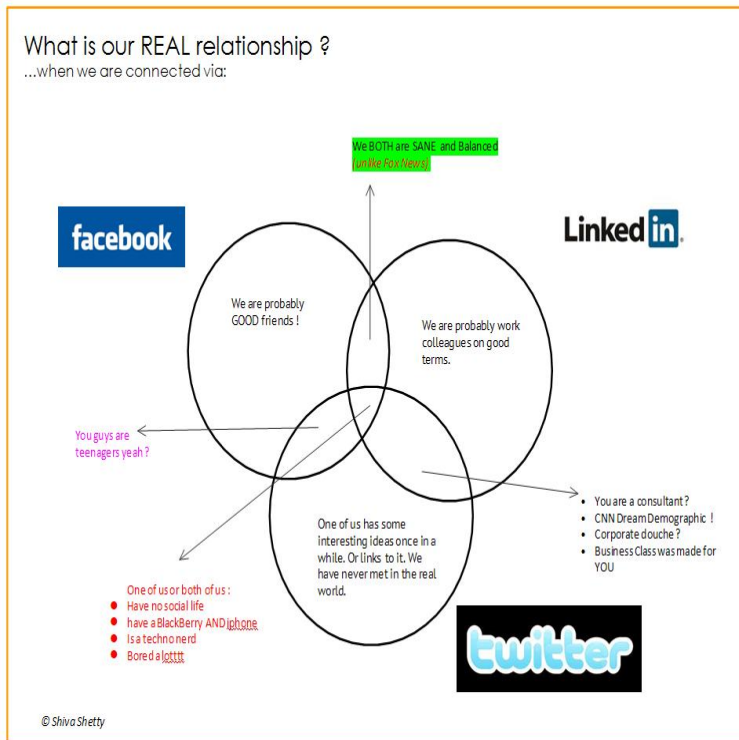 What is our REAL relationship ?
...when we are connected via:
We BOTH are SANE and Balanced
(unlike Fox News)
facebook
Linked in.
We are probably
GOOD friends !
We are probably work
colleagues on good
terms.
You guys are
teenagers yeah ?
One of us has some
interesting ideas once in a
while. Or links to it. We
have never met in the real
world.
• You are a consultant ?
• CNN Dream Demographic !
• Corporate douche ?
• Business Class was made for
YOU
One of us or both of us :
• Have no social life
• have a BlackBerry AND iphone
• Is a techno nerd
• Bored a lotttt
twitter
© Shiva Shetty